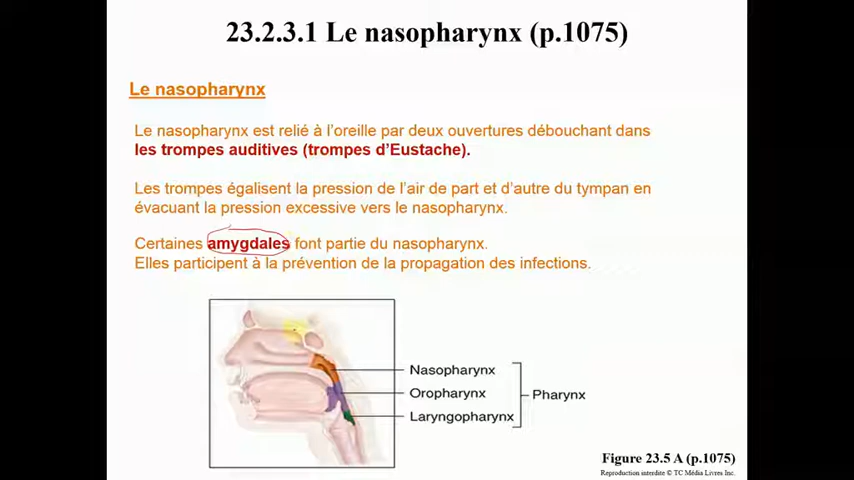 23.2.3.1 Le nasopharynx (p.1075)
Le nasopharynx
Le nasopharynx est relié à l'oreille par deux ouvertures débouchant dans
les trompes auditives (trompes d'Eustache).
Les trompes égalisent la pression de l'air de part et d'autre du tympan en
évacuant la pression excessive vers le nasopharynx.
Certaines amygdales font partie du nasopharynx.
Elles participent à la prévention de la propagation des infections.
Nasopharynx
Oropharynx
Pharynx
Laryngopharynx
Figure 23.5 A (p.1075)
Reproduction interdite © TC Média Livres Inc.